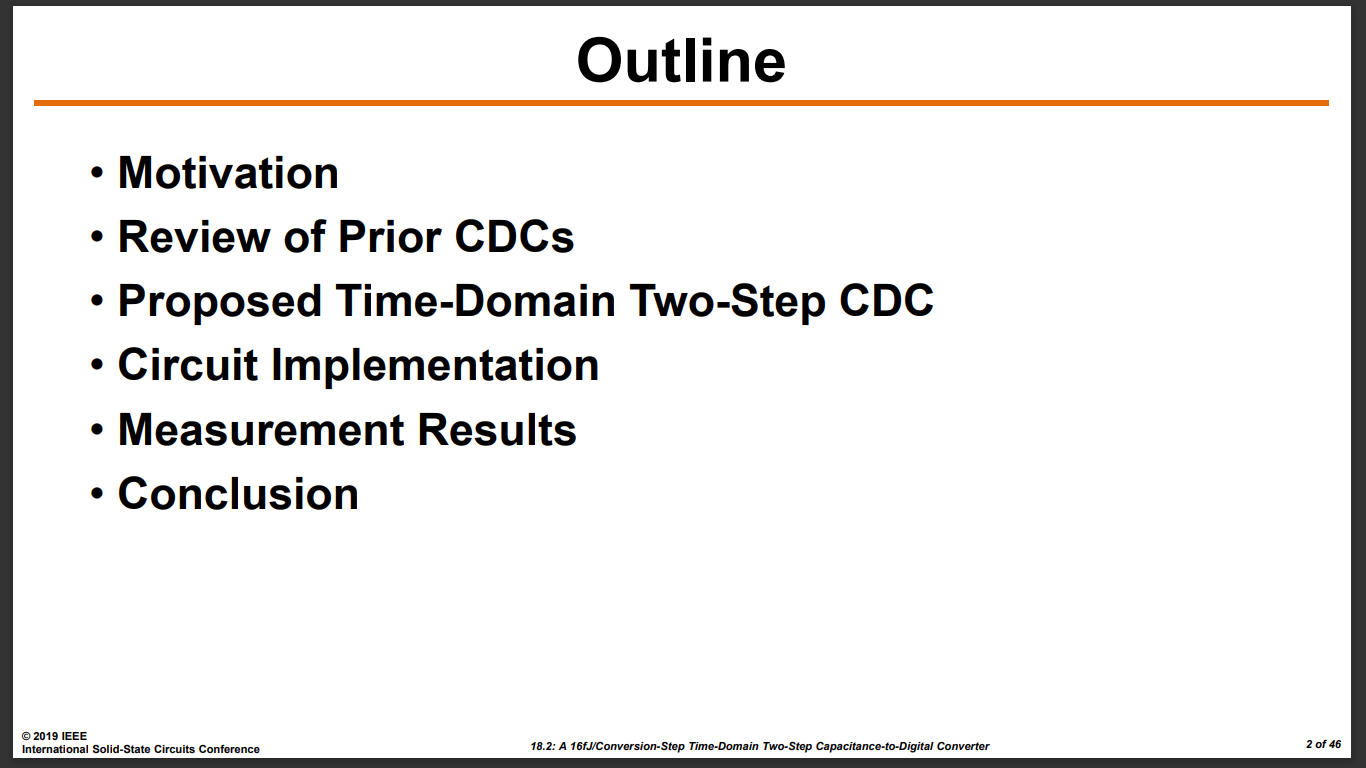 Outline
• Motivation
• Review of Prior CDCs
• Proposed Time-Domain Two-Step CDC
• Circuit Implementation
• Measurement Results
• Conclusion
© 2019 IEEE
International Solid-State Circuits Conference
18.2: A 16fJ/Conversion-Step Time-Domain Two-Step Capacitance-to-Digital Converter
2 of 46